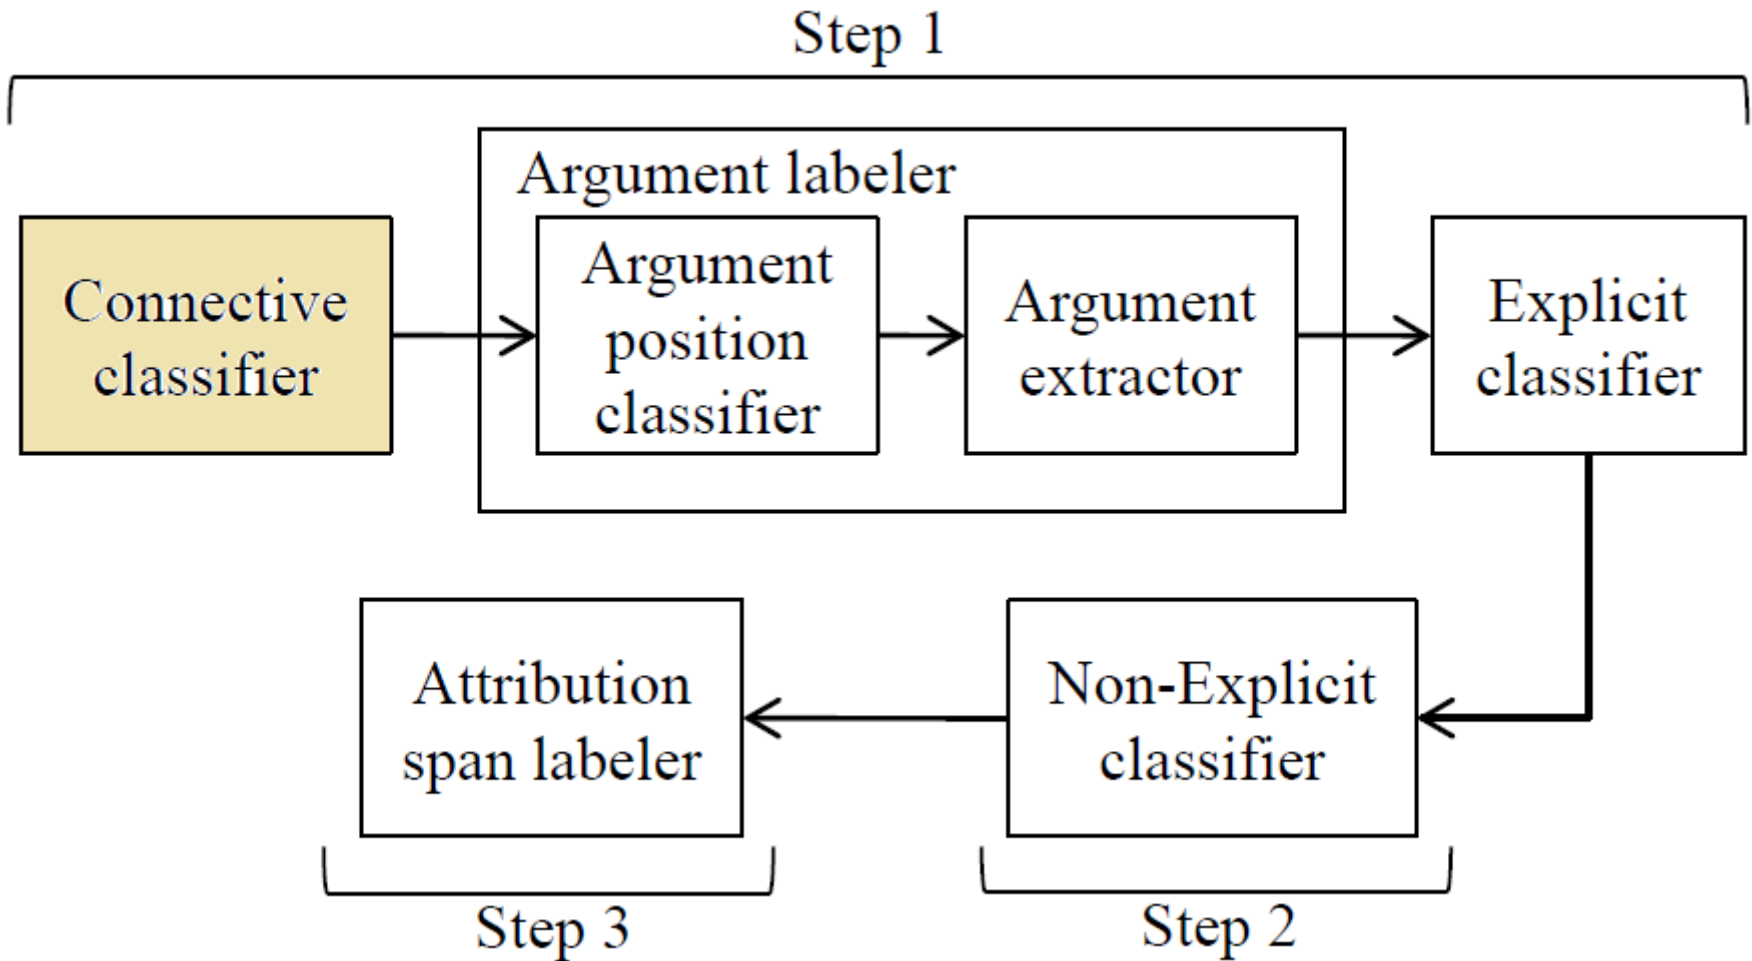 Step 1
Argument labeler
Connective
classifier
Argument
position
classifier
Argument
extractor
Explicit
classifier
Attribution
span labeler
Non-Explicit
classifier
Step 3
Step 2